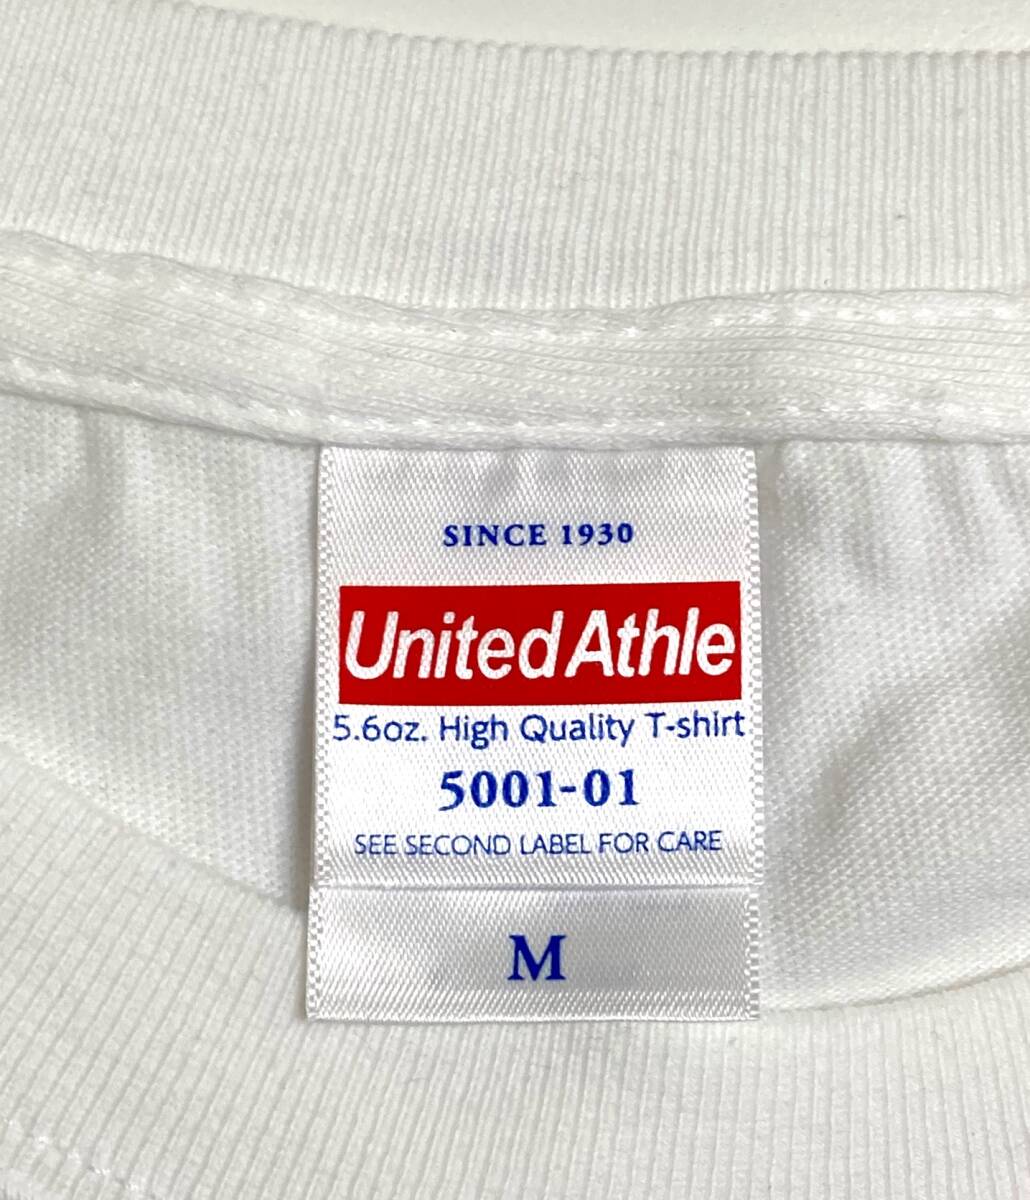 SINCE 1930
United Athle
5.6oz. High Quality T-shirt
5001-01
SEE SECOND LABEL FOR CARE
M